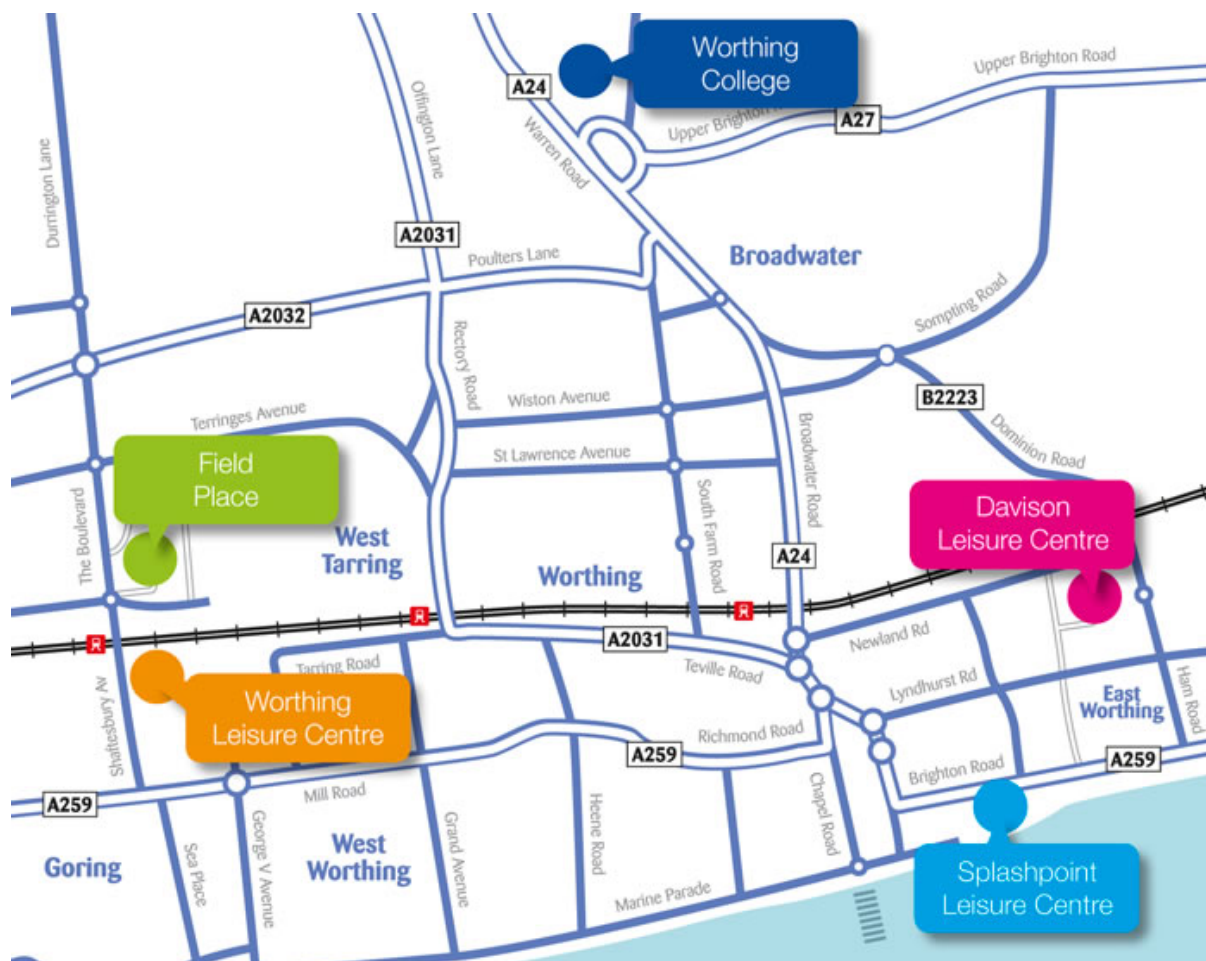 Worthing
College
Upper Brighton Road
A24
Offington Lane
A27
Upper Brighton
Warren Road
Durrington Lane
A2031
Broadwater
Poulters Lane
A2032
Sompting Road
Rectory Road
Wiston Avenue
B2223
Terringes Avenue
Broadwater Road
Dominion Road
St Lawrence Avenue
Field
Place
The Boulevard
West
Tarring
South Farm Road
Davison
Leisure Centre
A24
Worthing
A2031
Newland Rd
Tarring Road
Teville Road
Lyndhurst Rd
Ham Road
East
Worthing
Shaftesbury Av
Worthing
Leisure Centre
Richmond Road
A259
Brighton Road
A259
A259
Mill Road
Chapel Road
Heene Road
Goring
Sea Place
George V Avenue
West
Worthing
Grand Avenue
Marine Parade
Splashpoint
Leisure Centre